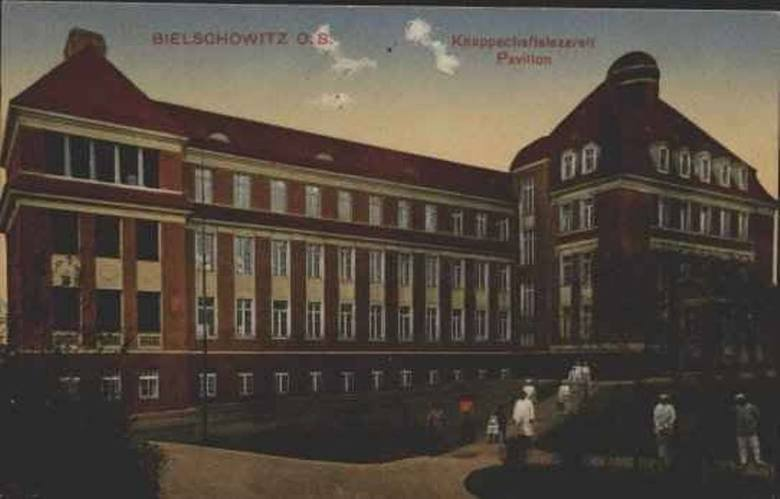 BIELSCHOWITZ O. S.
Knappschaftslazarett
Pavillon